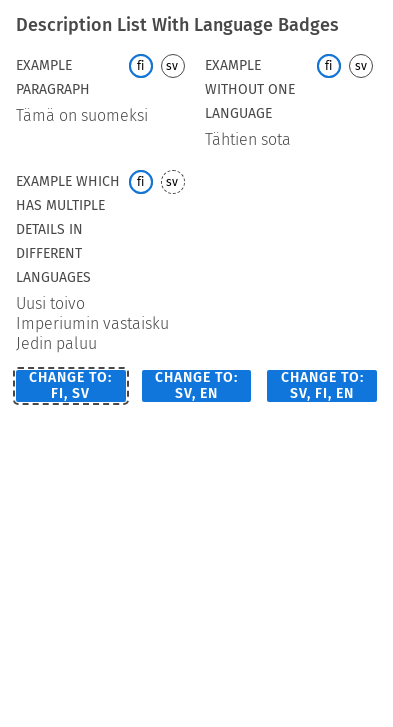 Description List With Language Badges
EXAMPLE PARAGRAPH
fi sv
Tämä on suomeksi
EXAMPLE WITHOUT ONE LANGUAGE
fi sv
Tähtien sota
EXAMPLE WHICH HAS MULTIPLE DETAILS IN DIFFERENT LANGUAGES
fi sv
Uusi toivo
Imperiumin vastaisku
Jedin paluu
CHANGE TO: FI, SV
CHANGE TO: SV, EN
CHANGE TO: SV, FI, EN